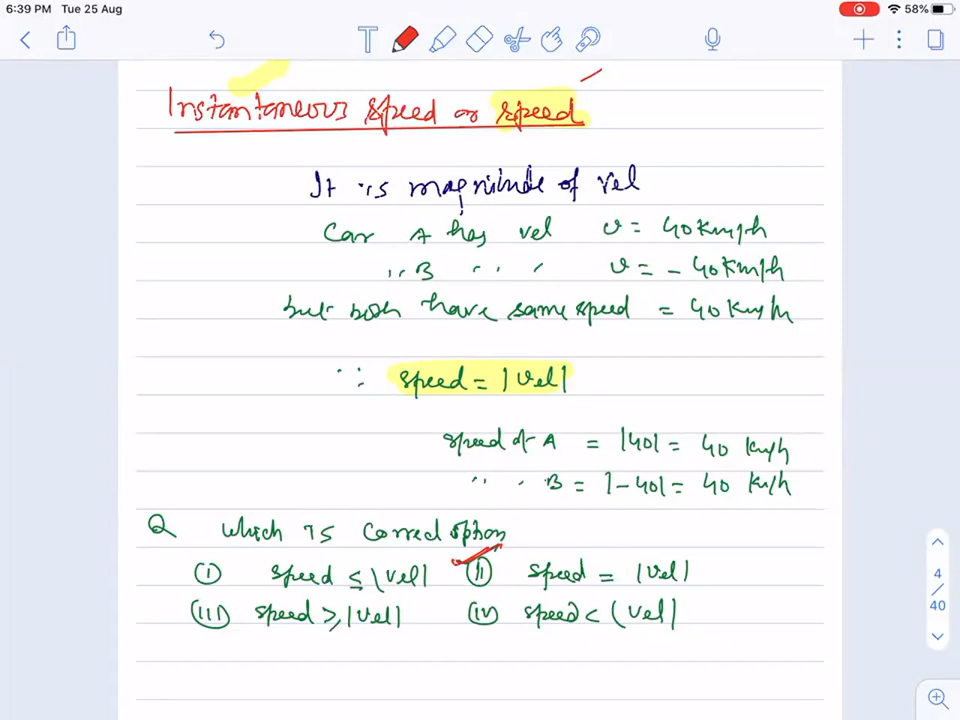 6:39 PM Tue 25 Aug
58%
Instantaneous speed or speed
It is magnitude of vel
Car A has vel v = 40 Kmph
,, B ,, ,, v = - 40 Kmph
but both have same speed = 40 Km/h
∵ speed = |vel|
speed of A = |40| = 40 Km/h
,, ,, B = |-40| = 40 Km/h
Q which is correct option
(i) speed ≤ |vel| (ii) speed = |vel|
(iii) speed ≥ |vel| (iv) speed < |vel|
4
/
40